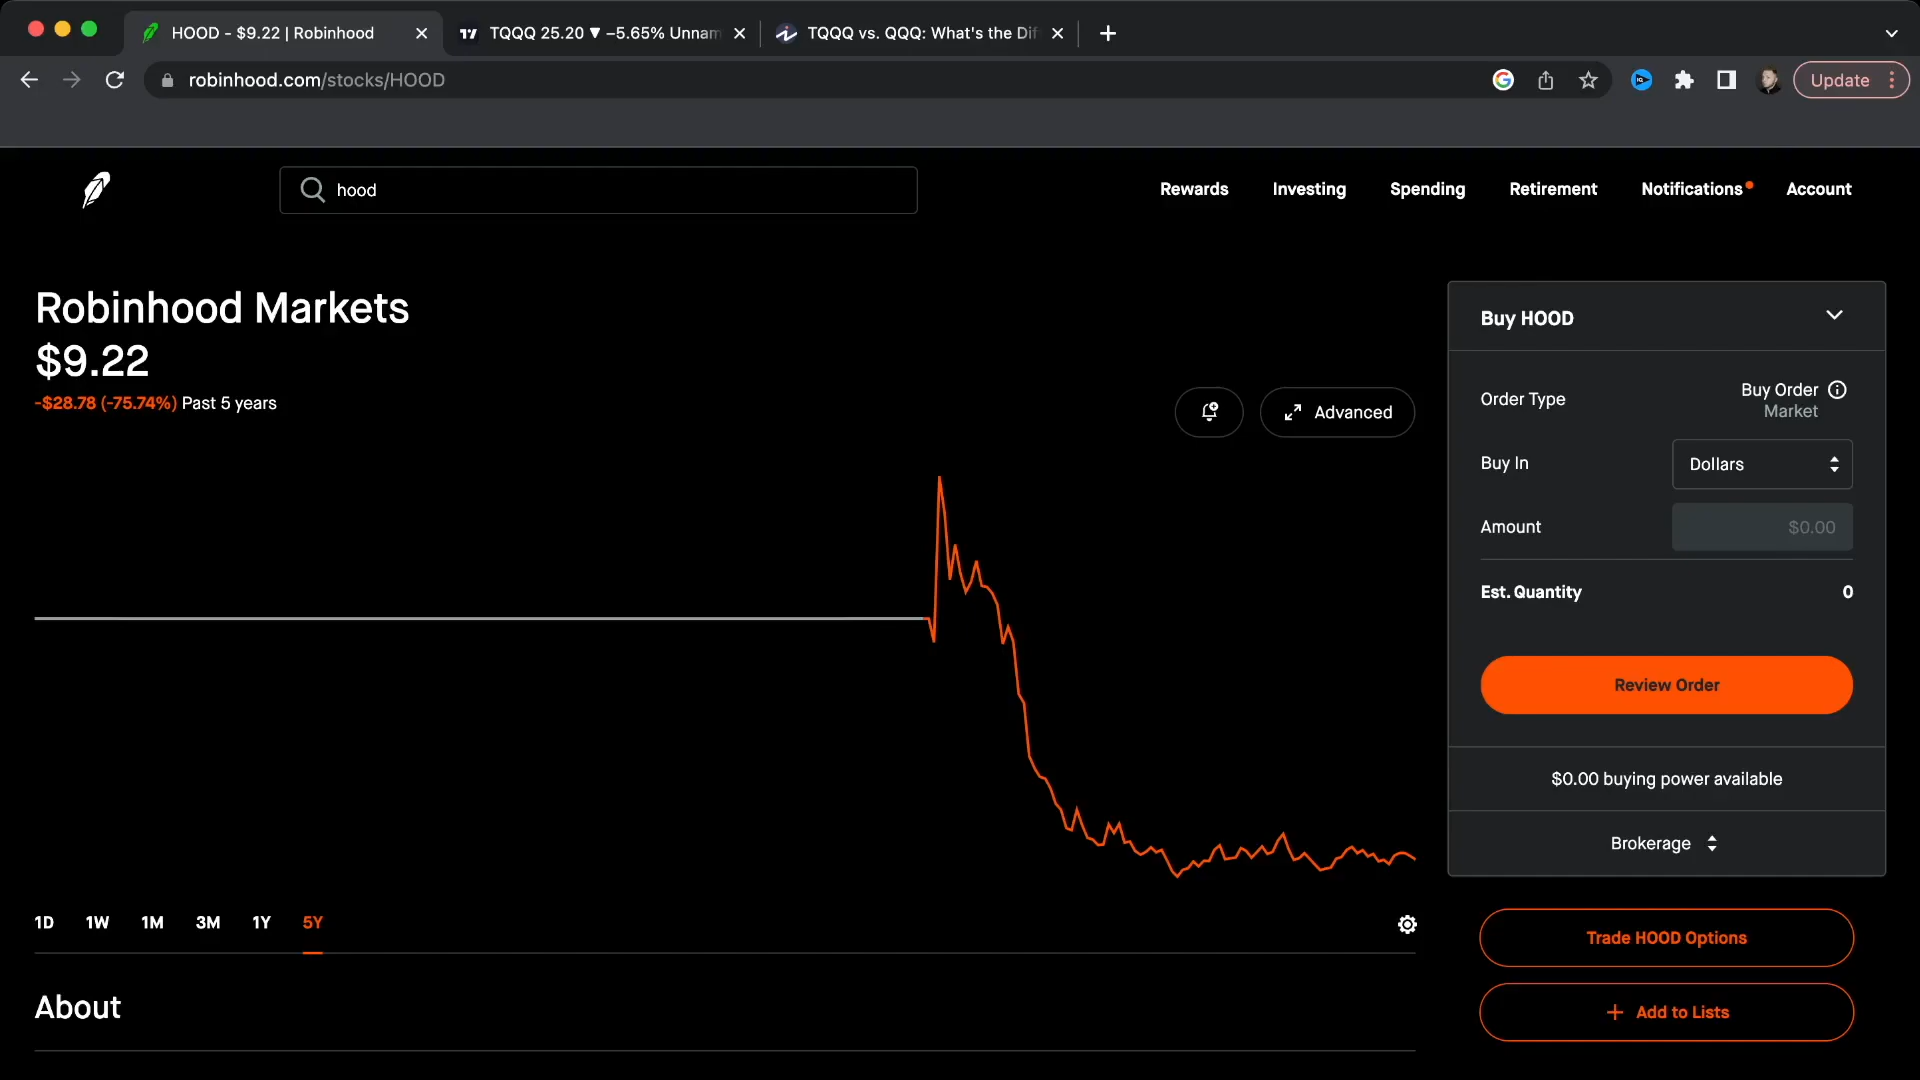 HOOD - $9.22 | Robinhood
TQQQ 25.20 ▼ −5.65% Unnam
TQQQ vs. QQQ: What's the Dif
robinhood.com/stocks/HOOD
Update
hood
Rewards
Investing
Spending
Retirement
Notifications
Account
Robinhood Markets
$9.22
-$28.78 (-75.74%) Past 5 years
Advanced
1D 1W 1M 3M 1Y 5Y
About
Buy HOOD
Order Type
Buy Order
Market
Buy In
Dollars
Amount
$0.00
Est. Quantity
0
Review Order
$0.00 buying power available
Brokerage
Trade HOOD Options
+ Add to Lists